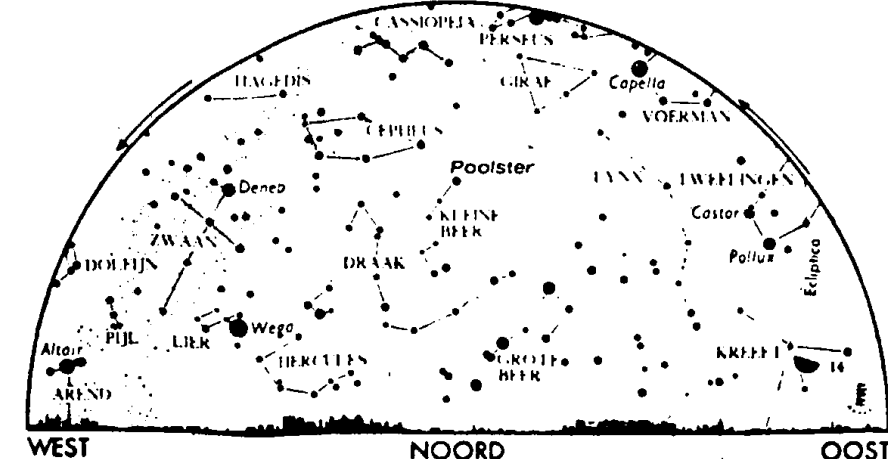 CASSIOPEJA
PERSEUS
HAGEDIS
GIRAF
Capella
VOERMAN
CEPHEUS
Poolster
LYNX
TWEELINGEN
Deneb
Castor
KLEINE
BEER
ZWAAN
Pollux
DOLFIJN
DRAAK
Ecliptica
PIJL
LIER
Wega
Altair
HERCULES
GROTE
BEER
KREEFT
14
AREND
WEST
NOORD
OOST